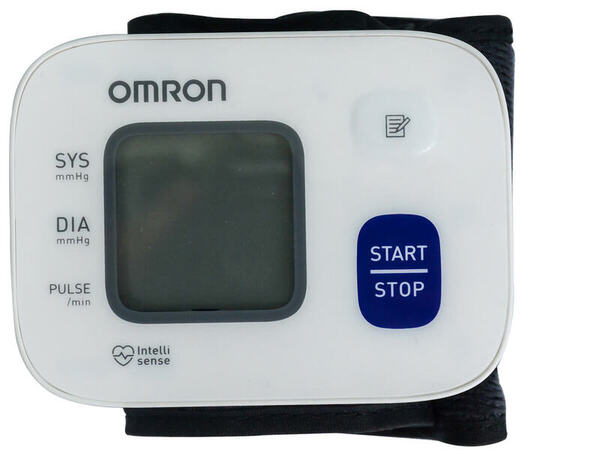 OMRON
SYS
mmHg
DIA
mmHg
PULSE
/min
START
STOP
Intelli
sense